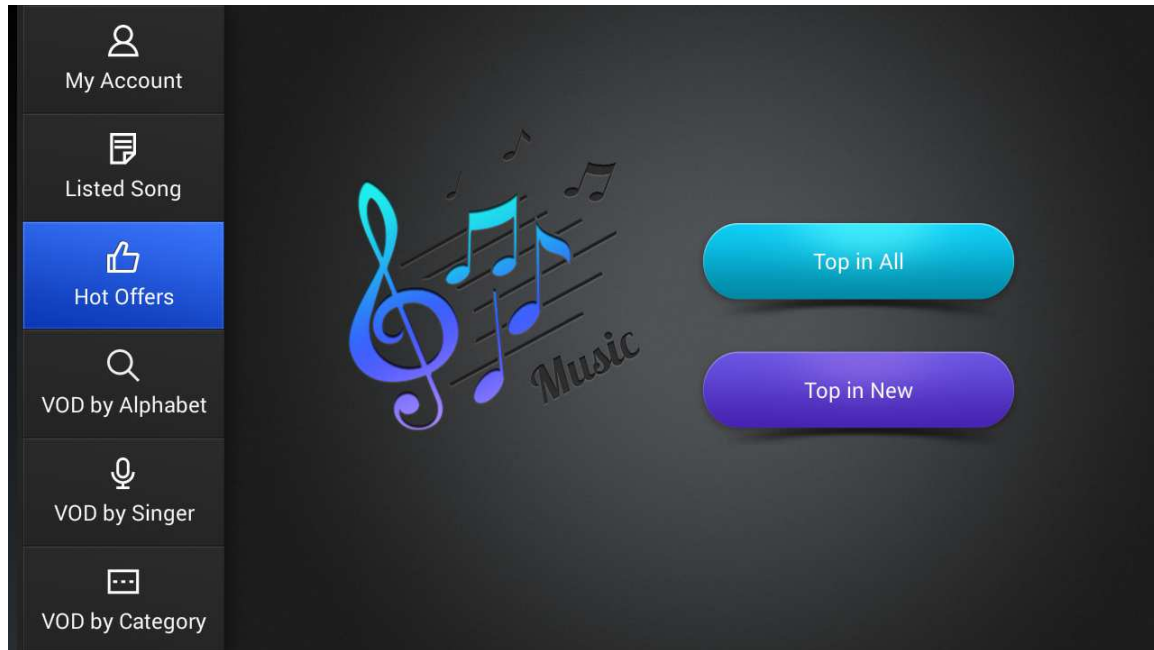 My Account
Listed Song
Hot Offers
VOD by Alphabet
VOD by Singer
VOD by Category
Music
Top in All
Top in New